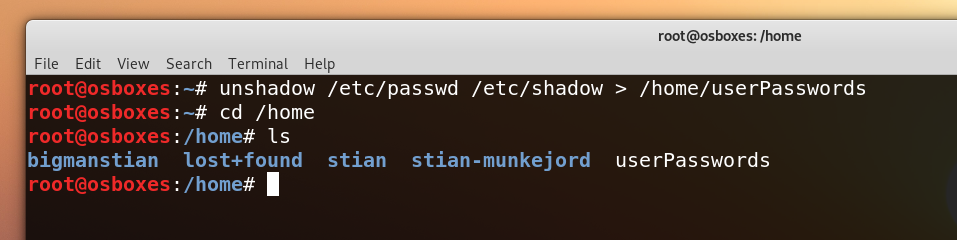 root@osboxes: /home
File Edit View Search Terminal Help
root@osboxes:~# unshadow /etc/passwd /etc/shadow > /home/userPasswords
root@osboxes:~# cd /home
root@osboxes:/home# ls
bigmanstian  lost+found  stian  stian-munkejord  userPasswords
root@osboxes:/home#